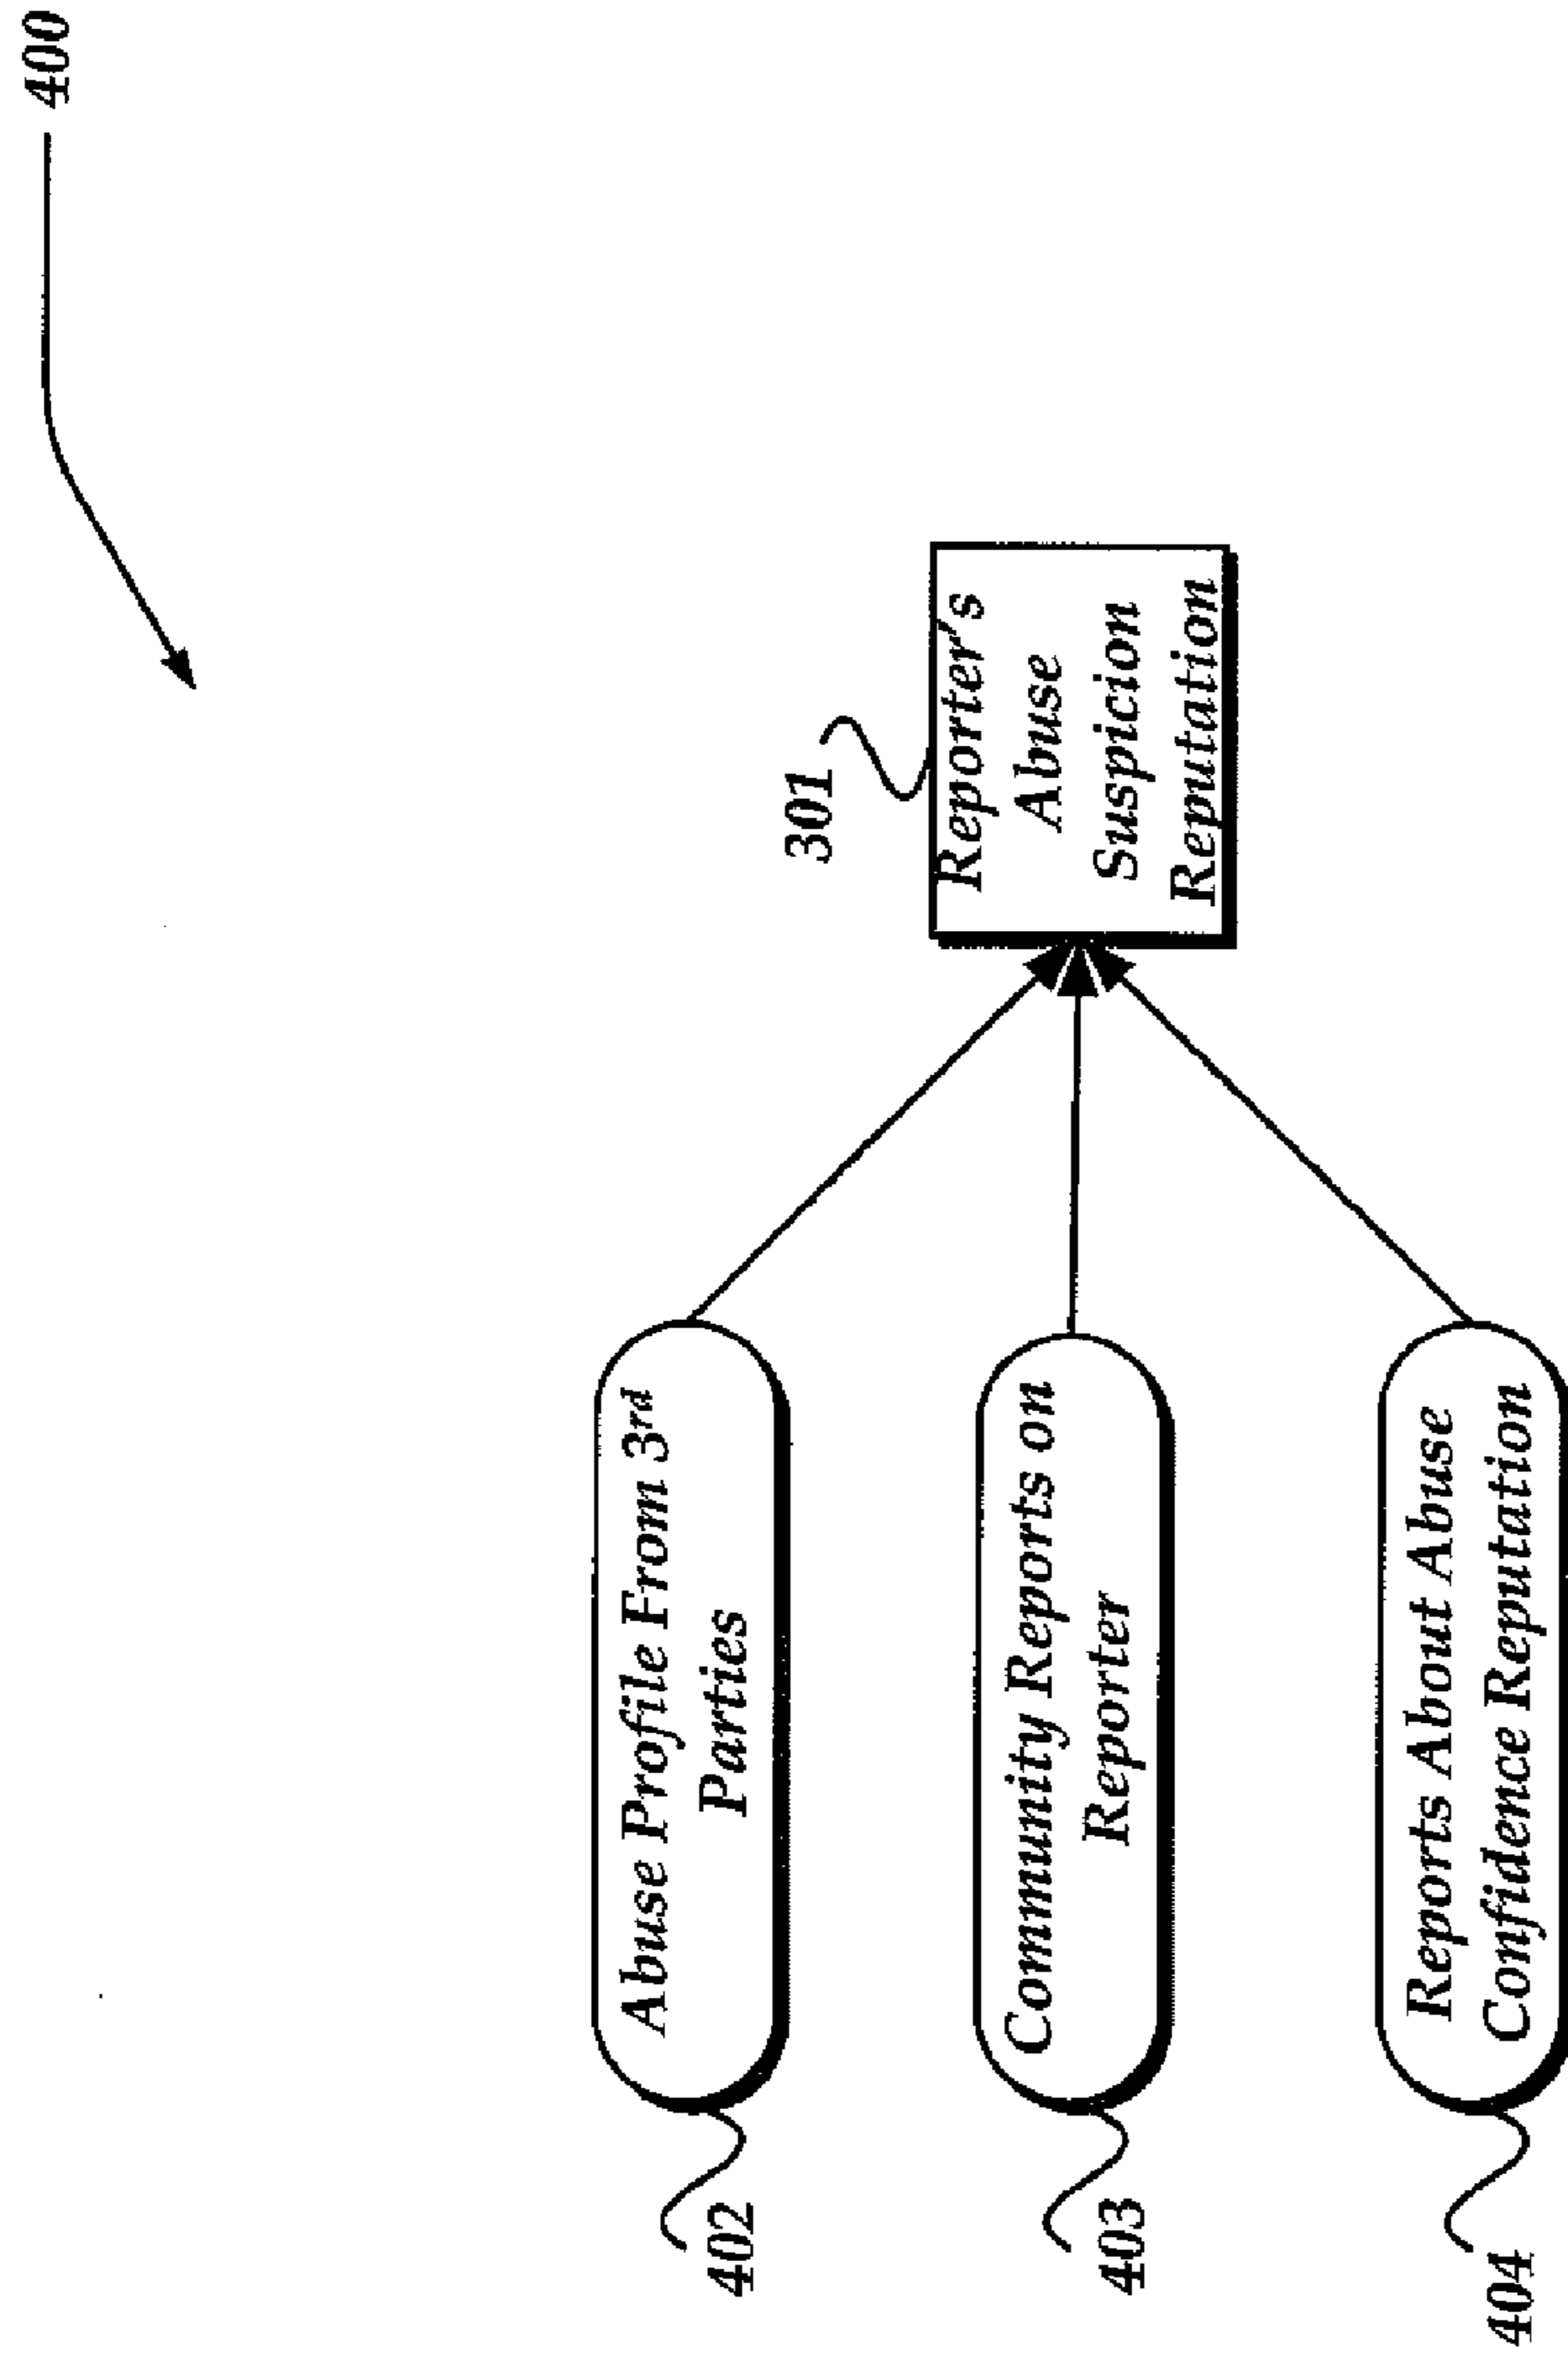 400
402
Abuse Profile From 3rd
Parties
403
Community Reports on
Reporter
404
Reports About Abuse
Confidence Reputation
301
Reporter's
Abuse
Suspicion
Reputation